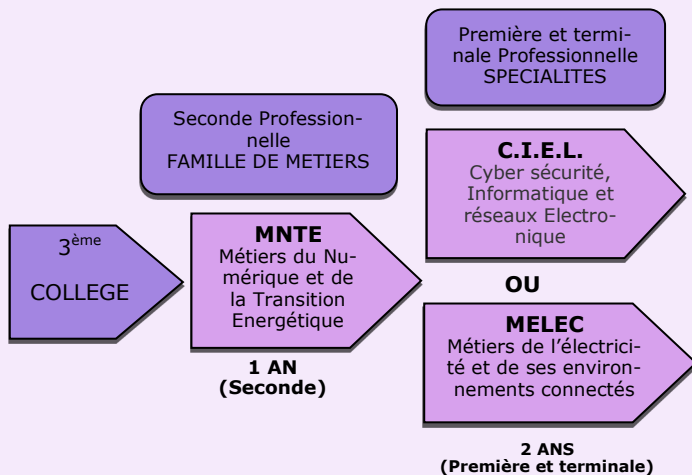 Première et termi-
nale Professionnelle
SPECIALITES
Seconde Profession-
nelle
FAMILLE DE METIERS
3ème
COLLEGE
MNTE
Métiers du Nu-
mérique et de
la Transition
Energétique
1 AN
(Seconde)
C.I.E.L.
Cyber sécurité,
Informatique et
réseaux Electro-
nique
OU
MELEC
Métiers de l’électrici-
té et de ses environ-
nements connectés
2 ANS
(Première et terminale)